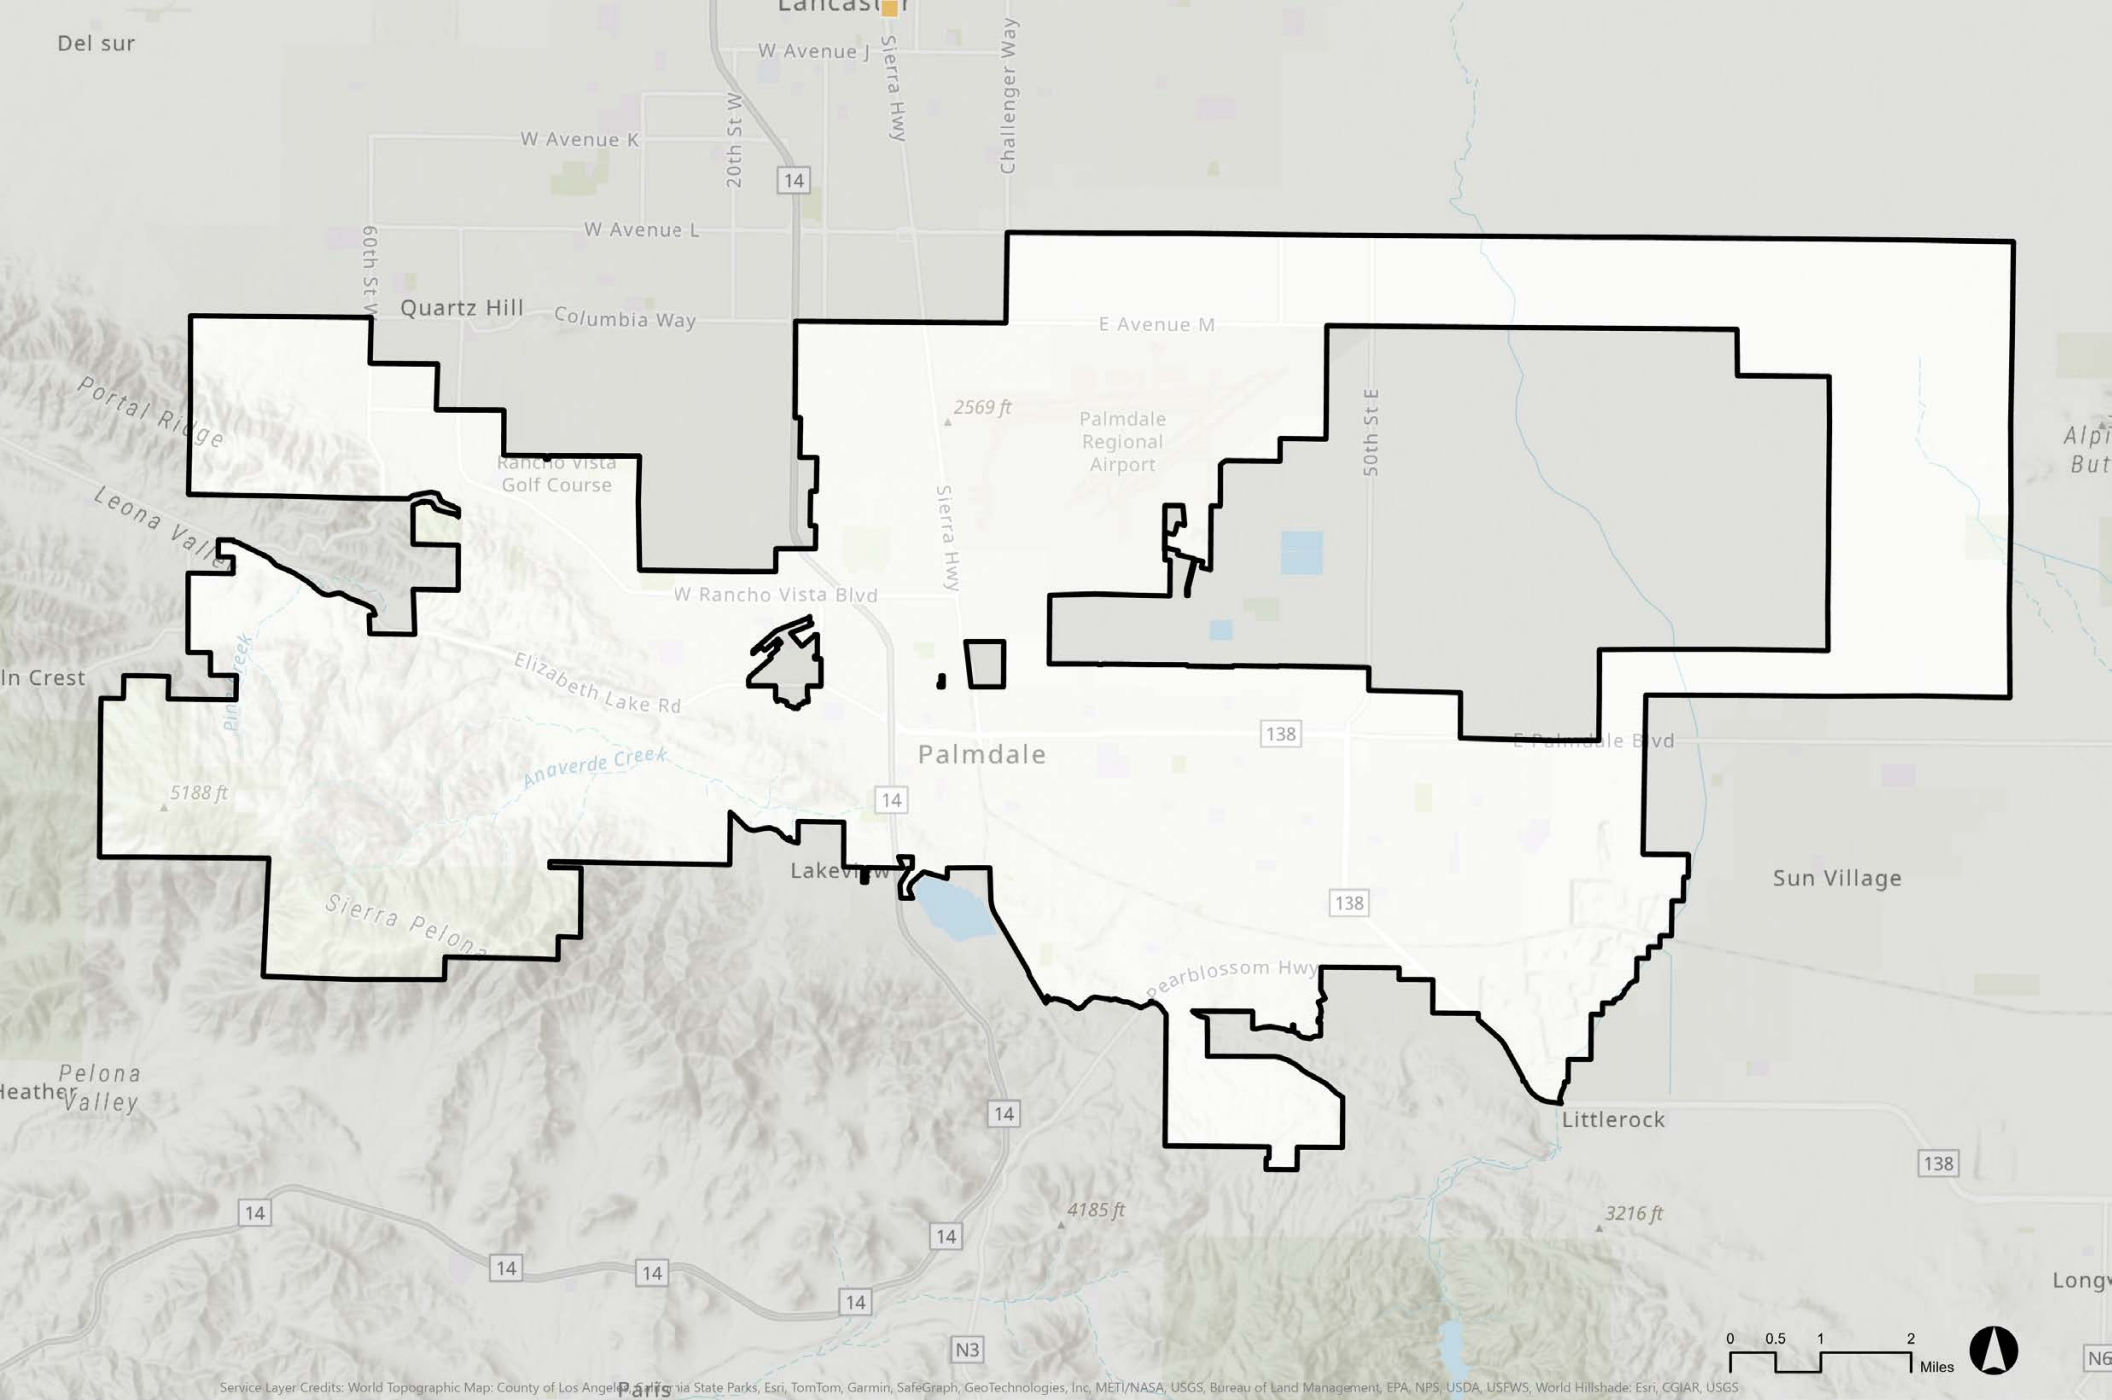 Lancaster
Del sur
W Avenue J
Sierra Hwy
Challenger Way
20th St W
W Avenue K
14
60th St W
W Avenue L
Quartz Hill
Columbia Way
E Avenue M
Portal Ridge
2569 ft
Palmdale
Regional
Airport
50th St E
Alpi
But
Rancho Vista
Golf Course
Leona Valley
Sierra Hwy
W Rancho Vista Blvd
Pine Creek
ln Crest
Elizabeth Lake Rd
138
E Palmdale Blvd
Palmdale
Anaverde Creek
5188 ft
14
Lakeview
Sun Village
138
Sierra Pelona
Pearblossom Hwy
Pelona
Valley
Heather
14
Littlerock
138
14
4185 ft
3216 ft
14
14
14
14
Longv
N3
N6
0 0.5 1 2
Miles
Paris
Service Layer Credits: World Topographic Map: County of Los Angeles, California State Parks, Esri, TomTom, Garmin, SafeGraph, GeoTechnologies, Inc, METI/NASA, USGS, Bureau of Land Management, EPA, NPS, USDA, USFWS, World Hillshade: Esri, CGIAR, USGS